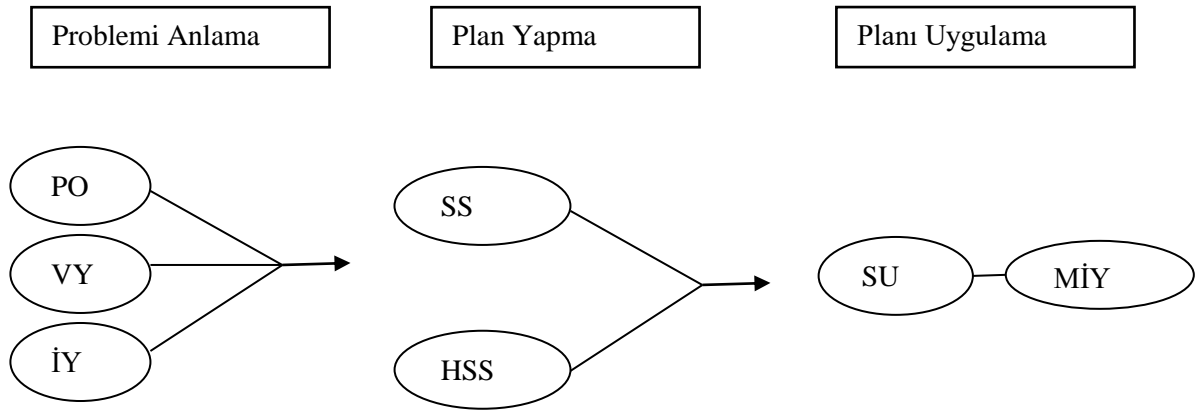 Problemi Anlama
Plan Yapma
Planı Uygulama
PO
VY
İY
SS
HSS
SU
MİY